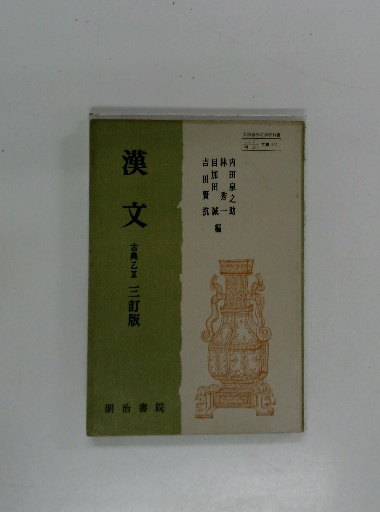 漢文
古典乙Ⅱ 三訂版
内田泉之助
林 秀一
目加田 誠
吉田賢抗
編
明治書院